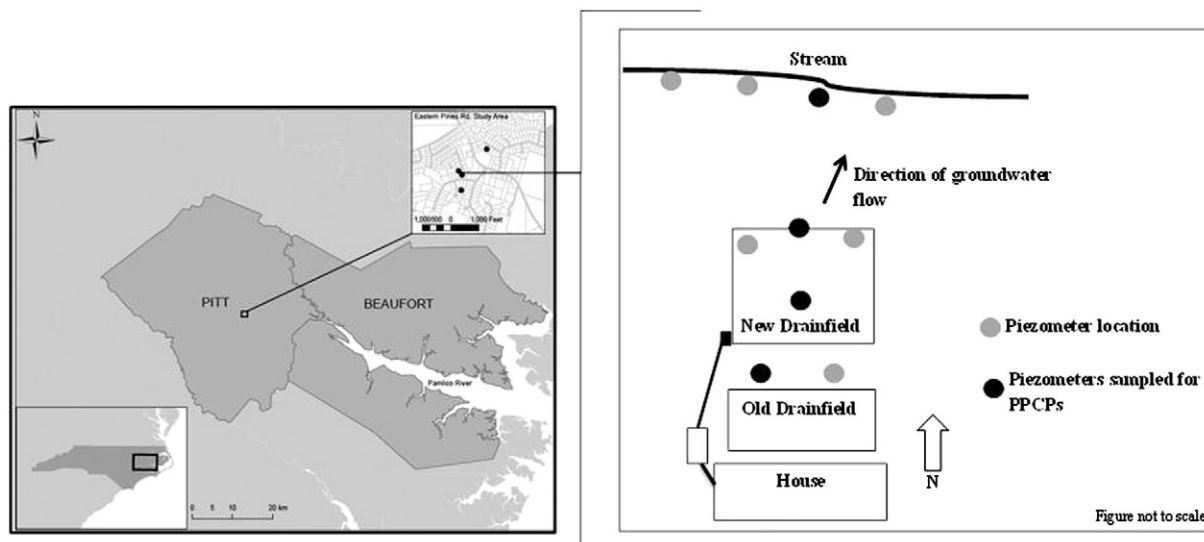 N
Eastern Pines Rd. Study Area
1,000500 0 1,000 Feet
PITT
BEAUFORT
Pamlico River
0 5 10 20 km
Stream
Direction of groundwater
flow
New Drainfield
Old Drainfield
House
Piezometer location
Piezometers sampled for
PPCPs
N
Figure not to scale